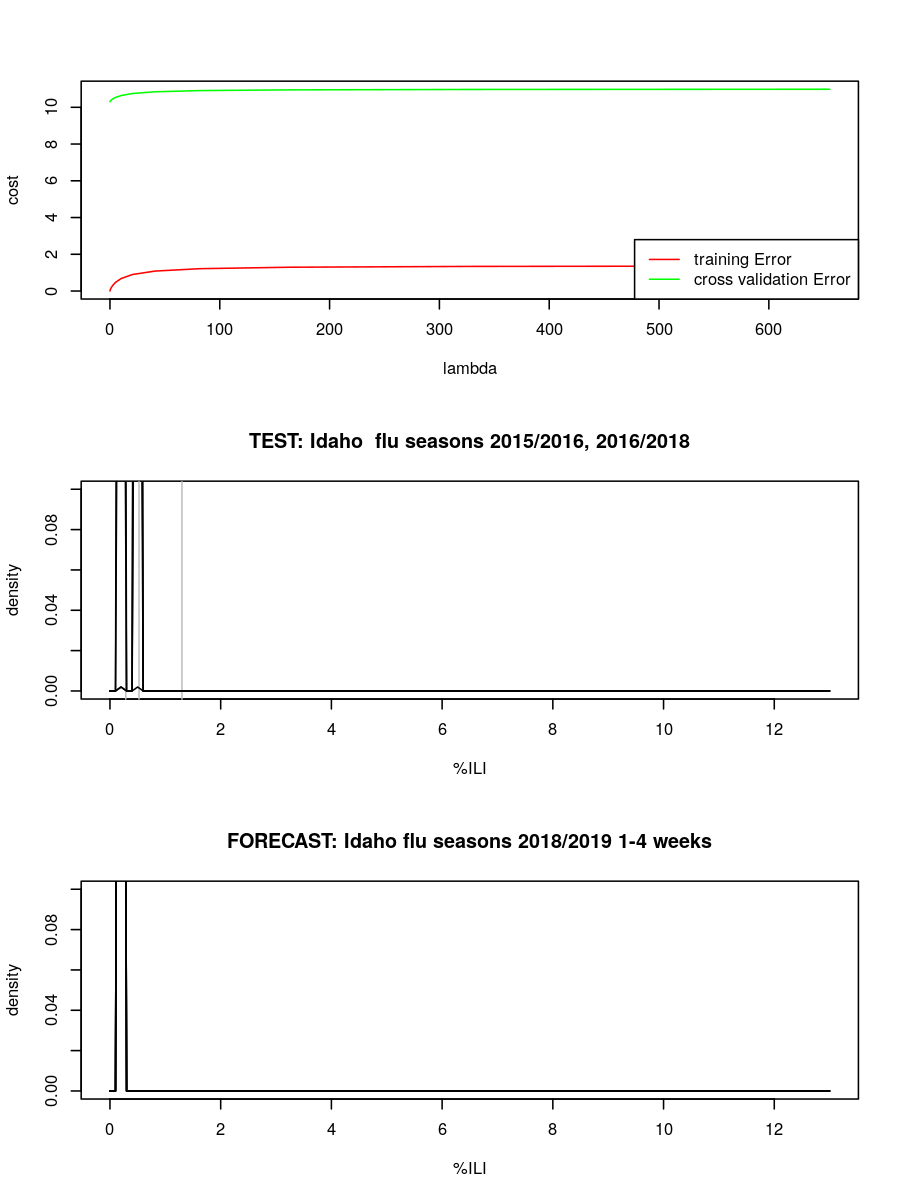 cost
0
2
4
6
8
10
training Error
cross validation Error
0 100 200 300 400 500 600
lambda
TEST: Idaho  flu seasons 2015/2016, 2016/2018
density
0.00
0.04
0.08
0 2 4 6 8 10 12
%ILI
FORECAST: Idaho flu seasons 2018/2019 1-4 weeks
density
0.00
0.04
0.08
0 2 4 6 8 10 12
%ILI